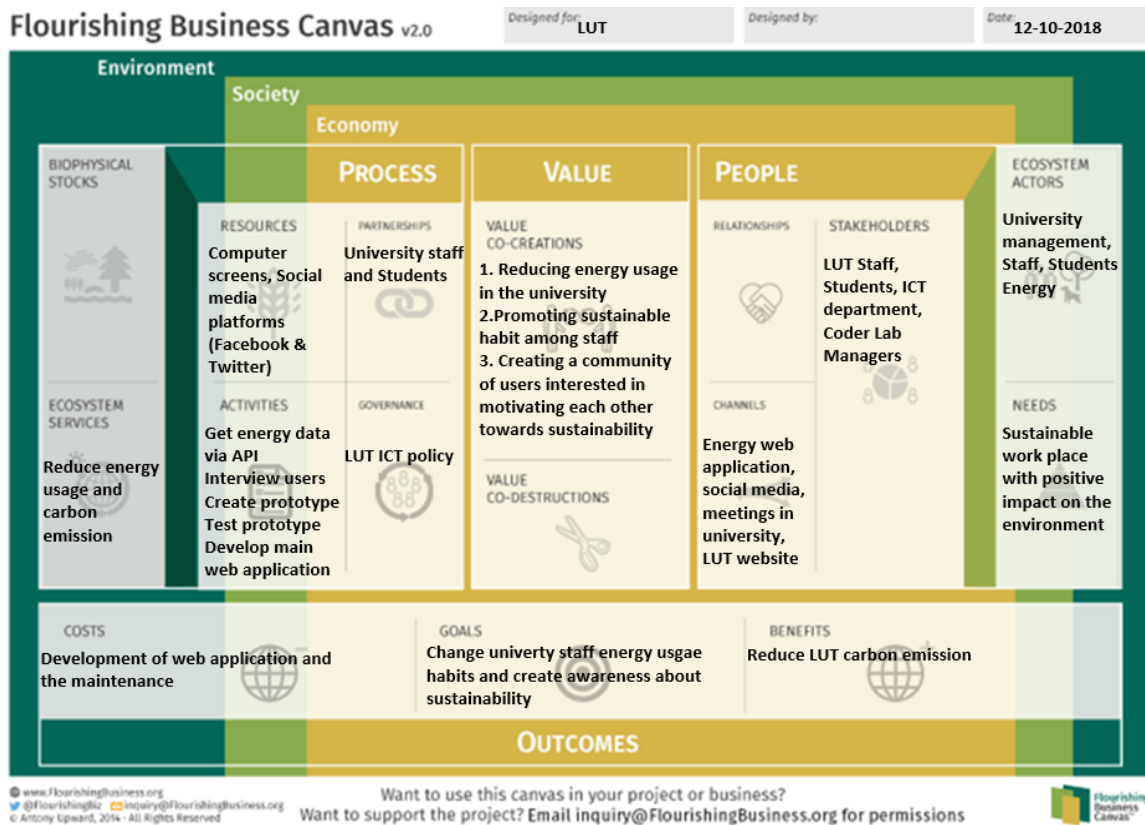 Flourishing Business Canvas v2.0
Designed for:
LUT
Designed by:
Date:
12-10-2018
Environment
Society
Economy
BIOPHYSICAL
STOCKS
PROCESS
VALUE
PEOPLE
ECOSYSTEM
ACTORS
RESOURCES
Computer
screens, Social
media
platforms
(Facebook &
Twitter)
PARTNERSHIPS
University staff
and Students
VALUE
CO-CREATIONS
1. Reducing energy usage
in the university
2.Promoting sustainable
habit among staff
3. Creating a community
of users interested in
motivating each other
towards sustainability
RELATIONSHIPS
STAKEHOLDERS
LUT Staff,
Students, ICT
department,
Coder Lab
Managers
University
management,
Staff, Students
Energy
ECOSYSTEM
SERVICES
Reduce energy
usage and
carbon
emission
ACTIVITIES
Get energy data
via API
Interview users
Create prototype
Test prototype
Develop main
web application
GOVERNANCE
LUT ICT policy
VALUE
CO-DESTRUCTIONS
CHANNELS
Energy web
application,
social media,
meetings in
university,
LUT website
NEEDS
Sustainable
work place
with positive
impact on the
environment
COSTS
Development of web application and
the maintenance
GOALS
Change univerty staff energy usgae
habits and create awareness about
sustainability
BENEFITS
Reduce LUT carbon emission
OUTCOMES
www.FlourishingBusiness.org
@FlourishingBiz inquiry@FlourishingBusiness.org
© Antony Upward, 2014 - All Rights Reserved
Want to use this canvas in your project or business?
Want to support the project? Email inquiry@FlourishingBusiness.org for permissions
Flourishing
Business
Canvas